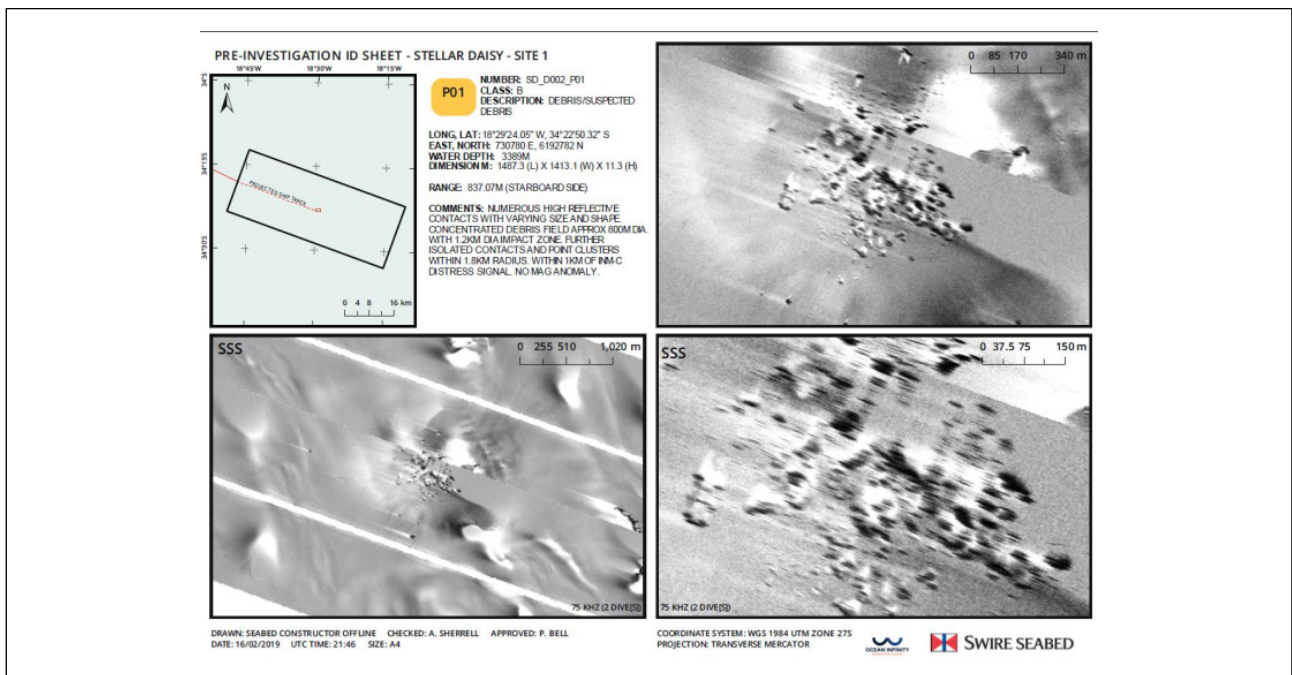 PRE-INVESTIGATION ID SHEET - STELLAR DAISY - SITE 1
18°45'W 18°30'W 18°15'W
34°S
34°15'S
34°30'S
N
PROJECTED SHIP TRACK
0 4 8 16 km
P01
NUMBER: SD_D002_P01
CLASS: B
DESCRIPTION: DEBRIS/SUSPECTED
DEBRIS
LONG, LAT: 18°29'24.05" W, 34°22'50.32" S
EAST, NORTH: 730780 E, 6192782 N
WATER DEPTH: 3389M
DIMENSION M: 1487.3 (L) X 1413.1 (W) X 11.3 (H)
RANGE: 837.07M (STARBOARD SIDE)
COMMENTS: NUMEROUS HIGH REFLECTIVE
CONTACTS WITH VARYING SIZE AND SHAPE.
CONCENTRATED DEBRIS FIELD APPROX 800M DIA.
WITH 1.2KM DIA IMPACT ZONE. FURTHER
ISOLATED CONTACTS AND POINT CLUSTERS
WITHIN 1.8KM RADIUS. WITHIN 1KM OF INM-C
DISTRESS SIGNAL. NO MAG ANOMALY.
0 85 170 340 m
SSS
0 255 510 1,020 m
75 KHZ (2 DIVE[S])
SSS
0 37.5 75 150 m
75 KHZ (2 DIVE[S])
DRAWN: SEABED CONSTRUCTOR OFFLINE CHECKED: A. SHERRELL APPROVED: P. BELL
DATE: 16/02/2019 UTC TIME: 21:46 SIZE: A4
COORDINATE SYSTEM: WGS 1984 UTM ZONE 27S
PROJECTION: TRANSVERSE MERCATOR
OCEAN INFINITY
SWIRE SEABED